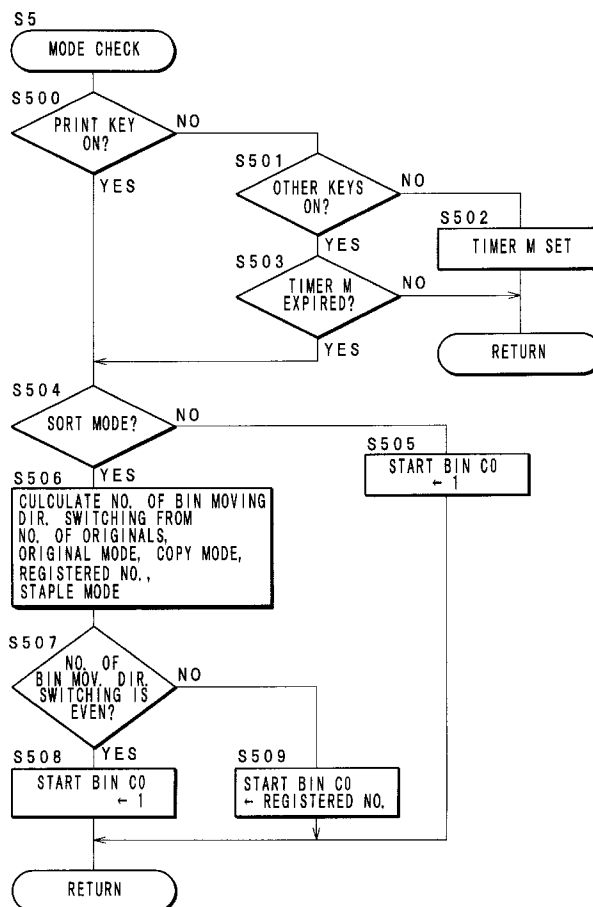 S5
MODE CHECK
S500
PRINT KEY
ON?
NO
YES
S501
OTHER KEYS
ON?
NO
YES
S502
TIMER M SET
S503
TIMER M
EXPIRED?
NO
YES
RETURN
S504
SORT MODE?
NO
YES
S505
START BIN C0
← 1
S506
CULCULATE NO. OF BIN MOVING
DIR. SWITCHING FROM
NO. OF ORIGINALS,
ORIGINAL MODE, COPY MODE,
REGISTERED NO.,
STAPLE MODE
S507
NO. OF
BIN MOV. DIR.
SWITCHING IS
EVEN?
NO
YES
S508
START BIN C0
← 1
S509
START BIN C0
← REGISTERED NO.
RETURN